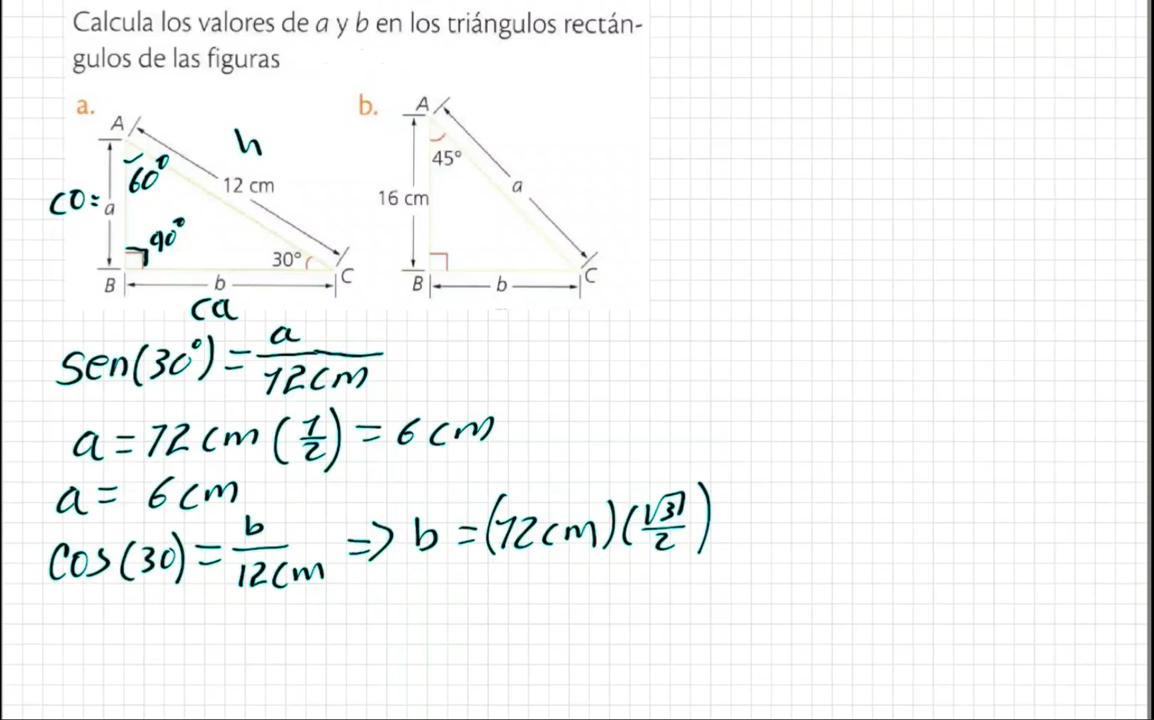 Calcula los valores de a y b en los triángulos rectán-
gulos de las figuras
a.
A
h
60°
12 cm
co = a
90°
30°
B
b
C
ca
b.
A
45°
a
16 cm
B
b
C
sen(30°) = a / 12cm
a = 12 cm (1/2) = 6 cm
a = 6 cm
cos(30) = b / 12cm => b = (12cm)(√3/2)